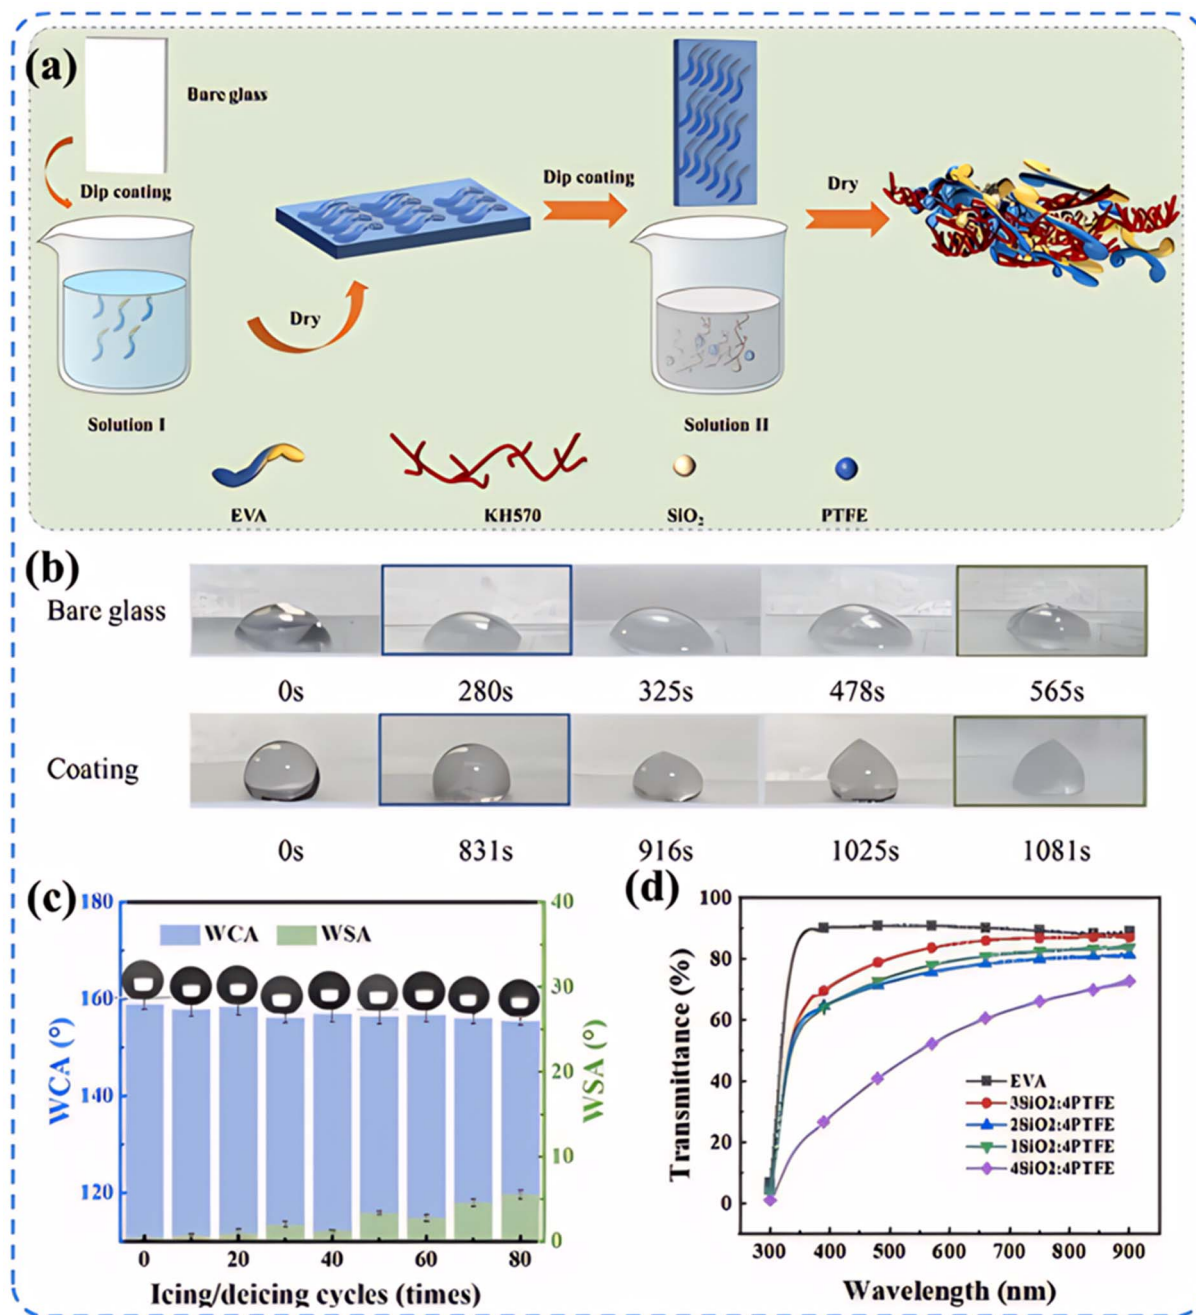 (a)
Bare glass
Dip coating
Dip coating
Dry
Dry
Solution I
Solution II
EVA
KH570
SiO₂
PTFE
(b)
Bare glass
0s 280s 325s 478s 565s
Coating
0s 831s 916s 1025s 1081s
(c)
WCA WSA
WCA (°)
180
160
140
120
40
30
20
10
0
WSA (°)
0 20 40 60 80
Icing/deicing cycles (times)
(d)
Transmittance (%)
100
80
60
40
20
0
EVA
3SiO2:4PTFE
2SiO2:4PTFE
1SiO2:4PTFE
4SiO2:4PTFE
300 400 500 600 700 800 900
Wavelength (nm)